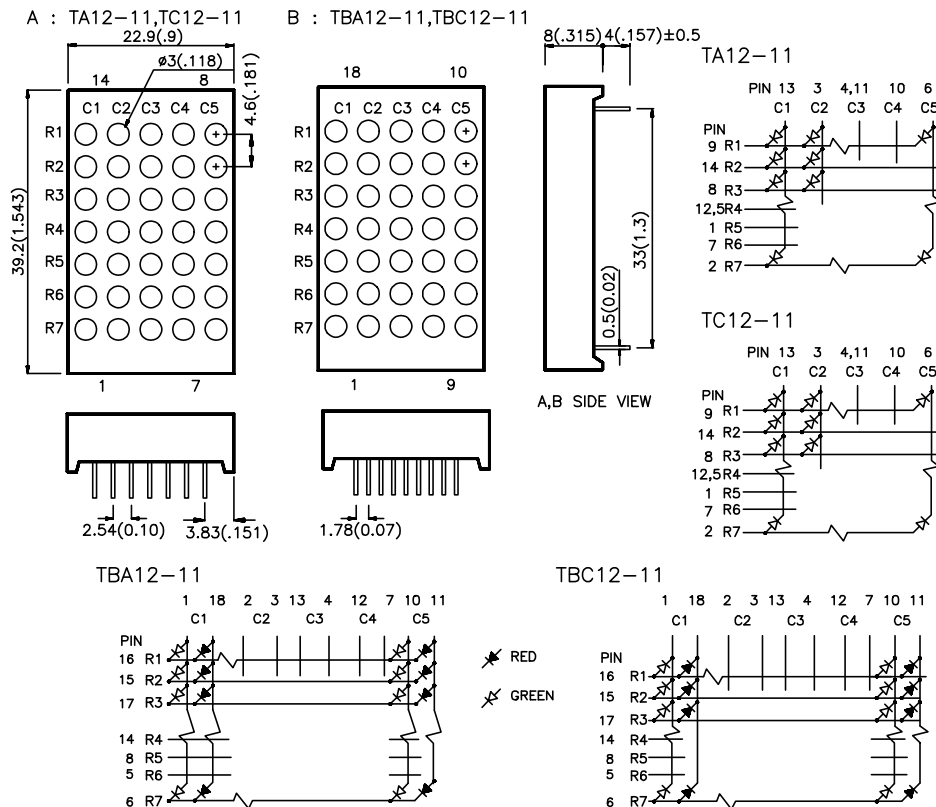 A : TA12-11,TC12-11
22.9(.9)
ø3(.118)
14 8
4.6(.181)
C1 C2 C3 C4 C5
R1
R2
R3
R4
R5
R6
R7
39.2(1.543)
1 7
2.54(0.10)
3.83(.151)
B : TBA12-11,TBC12-11
18 10
C1 C2 C3 C4 C5
R1
R2
R3
R4
R5
R6
R7
1 9
1.78(0.07)
8(.315) 4(.157)±0.5
33(1.3)
0.5(0.02)
A,B SIDE VIEW
TA12-11
PIN 13 3 4,11 10 6
C1 C2 C3 C4 C5
PIN
9 R1
14 R2
8 R3
12,5R4
1 R5
7 R6
2 R7
TC12-11
PIN 13 3 4,11 10 6
C1 C2 C3 C4 C5
PIN
9 R1
14 R2
8 R3
12,5R4
1 R5
7 R6
2 R7
TBA12-11
1 18 2 3 13 4 12 7 10 11
C1 C2 C3 C4 C5
PIN
16 R1
15 R2
17 R3
14 R4
8 R5
5 R6
6 R7
RED
GREEN
TBC12-11
1 18 2 3 13 4 12 7 10 11
C1 C2 C3 C4 C5
PIN
16 R1
15 R2
17 R3
14 R4
8 R5
5 R6
6 R7